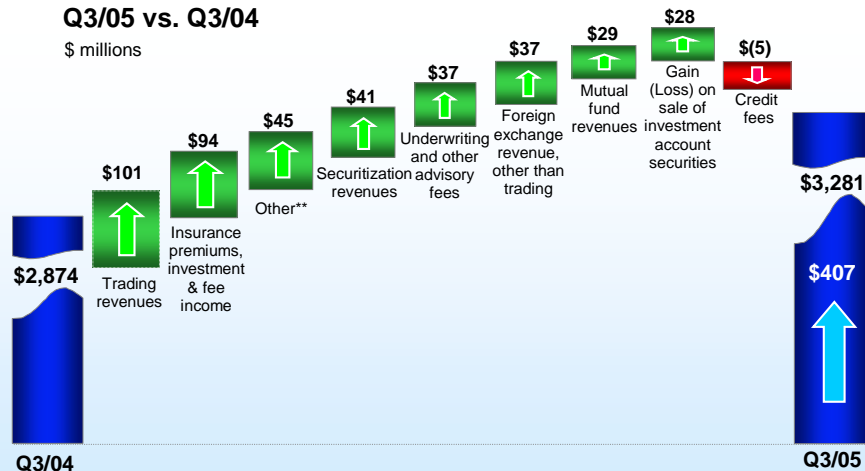 Q3/05 vs. Q3/04
$ millions
$2,874
Q3/04
$101
Trading
revenues
$94
Insurance
premiums,
investment
& fee
income
$45
Other**
$41
Securitization
revenues
$37
Underwriting
and other
advisory
fees
$37
Foreign
exchange
revenue,
other than
trading
$29
Mutual
fund
revenues
$28
Gain
(Loss) on
sale of
investment
account
securities
$(5)
Credit
fees
$3,281
$407
Q3/05